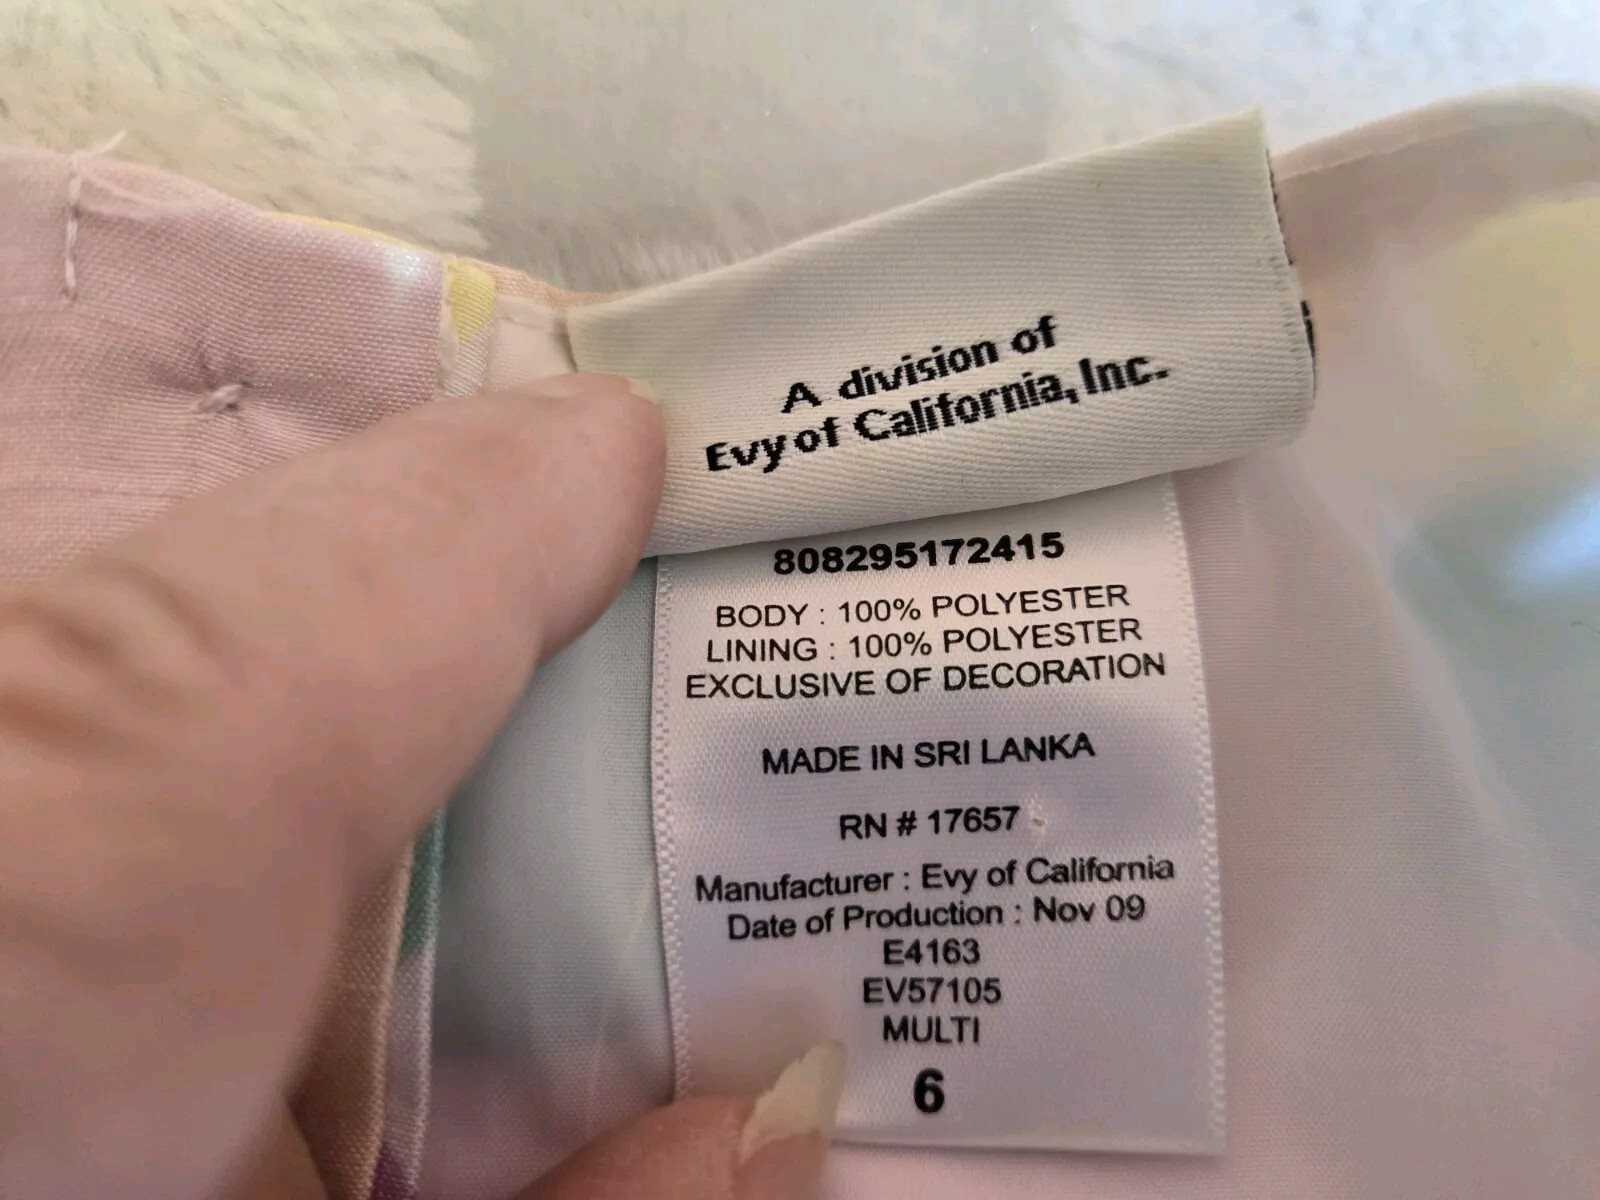 A division of
Evy of California, Inc.
808295172415
BODY : 100% POLYESTER
LINING : 100% POLYESTER
EXCLUSIVE OF DECORATION
MADE IN SRI LANKA
RN # 17657
Manufacturer : Evy of California
Date of Production : Nov 09
E4163
EV57105
MULTI
6